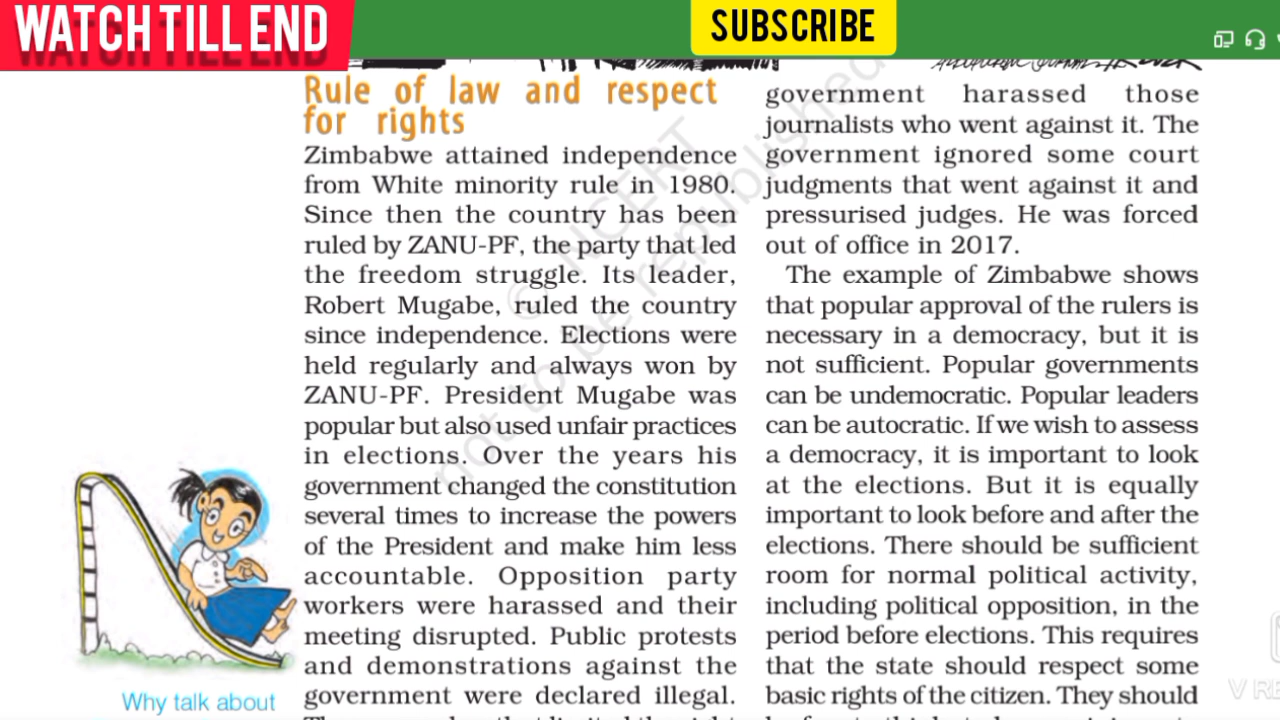 WATCH TILL END
SUBSCRIBE
Rule of law and respect
for rights
Zimbabwe attained independence
from White minority rule in 1980.
Since then the country has been
ruled by ZANU-PF, the party that led
the freedom struggle. Its leader,
Robert Mugabe, ruled the country
since independence. Elections were
held regularly and always won by
ZANU-PF. President Mugabe was
popular but also used unfair practices
in elections. Over the years his
government changed the constitution
several times to increase the powers
of the President and make him less
accountable. Opposition party
workers were harassed and their
meeting disrupted. Public protests
and demonstrations against the
government were declared illegal.
government harassed those
journalists who went against it. The
government ignored some court
judgments that went against it and
pressurised judges. He was forced
out of office in 2017.
The example of Zimbabwe shows
that popular approval of the rulers is
necessary in a democracy, but it is
not sufficient. Popular governments
can be undemocratic. Popular leaders
can be autocratic. If we wish to assess
a democracy, it is important to look
at the elections. But it is equally
important to look before and after the
elections. There should be sufficient
room for normal political activity,
including political opposition, in the
period before elections. This requires
that the state should respect some
basic rights of the citizen. They should
Why talk about
© NCERT
not to be republished